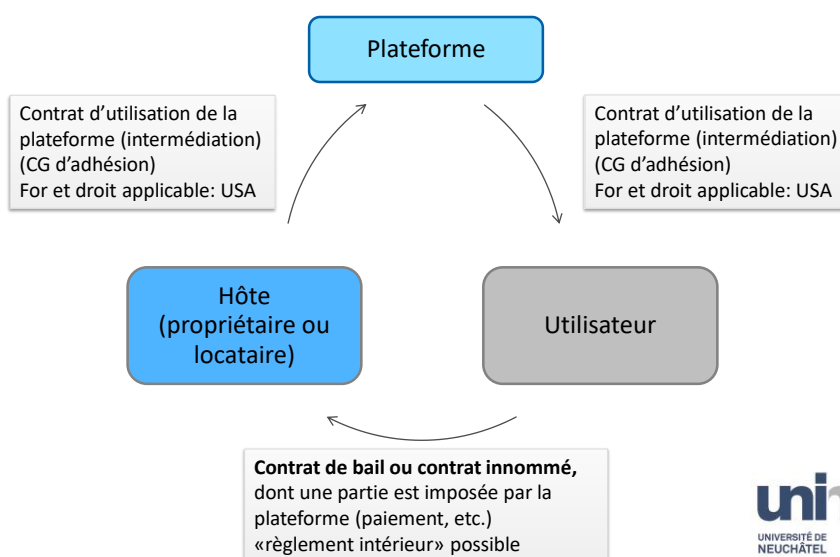 Plateforme
Contrat d’utilisation de la
plateforme (intermédiation)
(CG d’adhésion)
For et droit applicable: USA
Contrat d’utilisation de la
plateforme (intermédiation)
(CG d’adhésion)
For et droit applicable: USA
Hôte
(propriétaire ou
locataire)
Utilisateur
Contrat de bail ou contrat innommé,
dont une partie est imposée par la
plateforme (paiement, etc.)
«règlement intérieur» possible
UNIVERSITÉ DE
NEUCHÂTEL